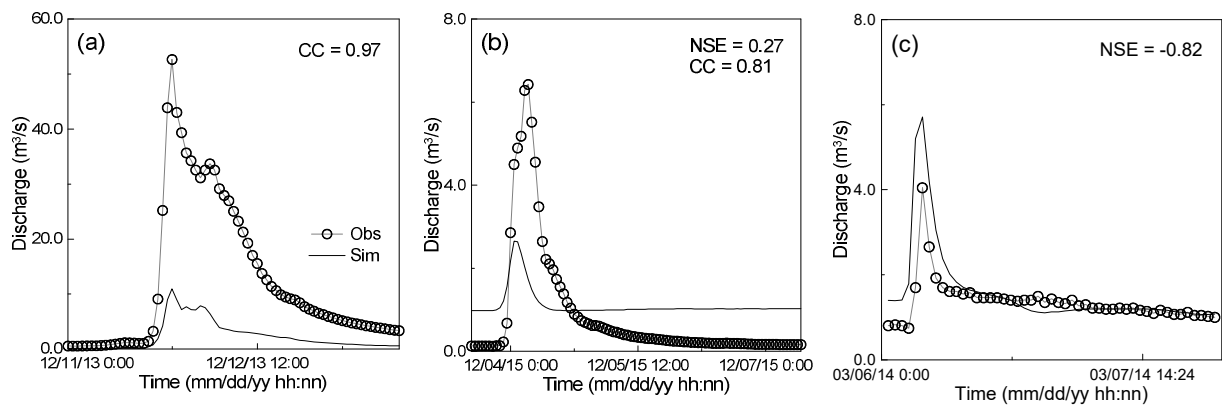 (a)
CC = 0.97
60.0
40.0
20.0
0.0
Discharge (m³/s)
Obs
Sim
12/11/13 0:00
12/12/13 12:00
Time (mm/dd/yy hh:nn)
(b)
NSE = 0.27
CC = 0.81
8.0
4.0
0.0
Discharge (m³/s)
12/04/15 0:00
12/05/15 12:00
12/07/15 0:00
Time (mm/dd/yy hh:nn)
(c)
NSE = -0.82
8.0
4.0
0.0
Discharge (m³/s)
03/06/14 0:00
03/07/14 14:24
Time (mm/dd/yy hh:nn)